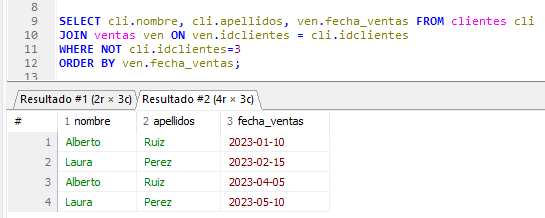 8
9 SELECT cli.nombre, cli.apellidos, ven.fecha_ventas FROM clientes cli
10 JOIN ventas ven ON ven.idclientes = cli.idclientes
11 WHERE NOT cli.idclientes=3
12 ORDER BY ven.fecha_ventas;
13
Resultado #1 (2r × 3c) Resultado #2 (4r × 3c)
# 1 nombre 2 apellidos 3 fecha_ventas
1 Alberto Ruiz 2023-01-10
2 Laura Perez 2023-02-15
3 Alberto Ruiz 2023-04-05
4 Laura Perez 2023-05-10